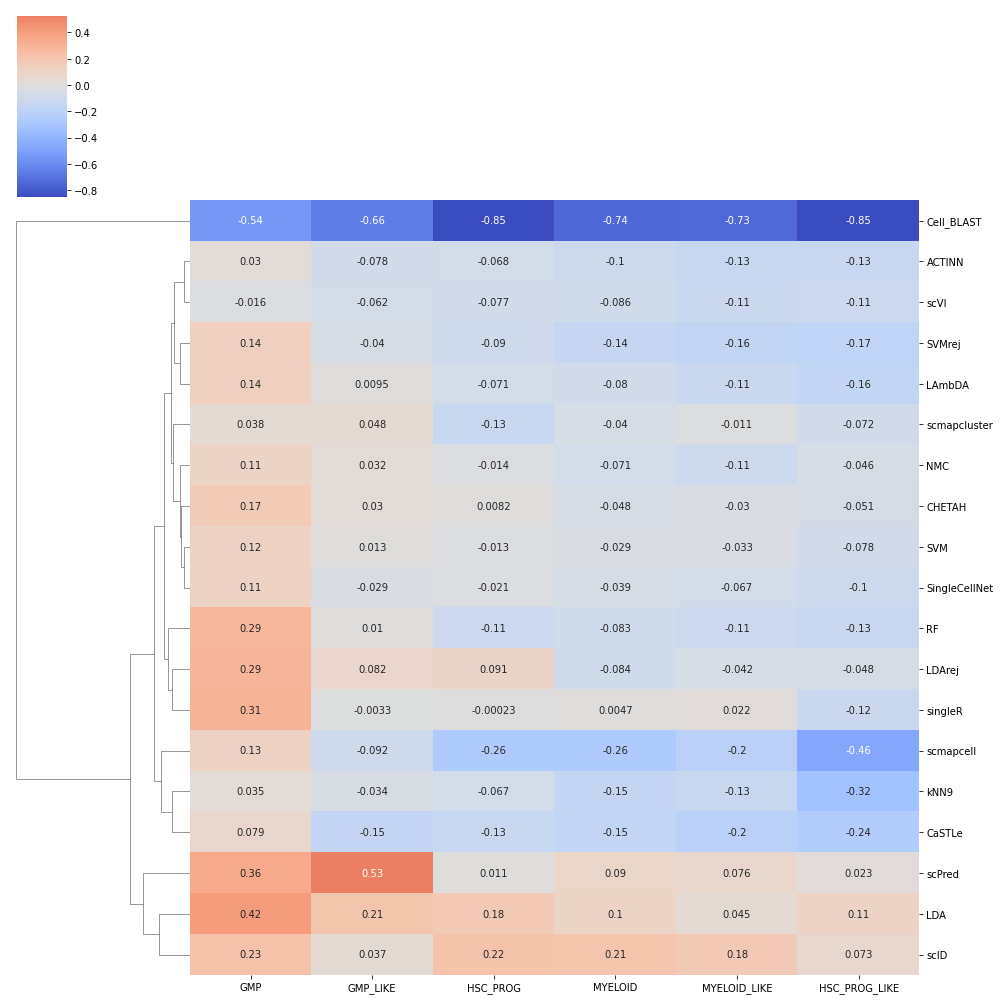 0.4
0.2
0.0
−0.2
−0.4
−0.6
−0.8
-0.54 -0.66 -0.85 -0.74 -0.73 -0.85 Cell_BLAST
0.03 -0.078 -0.068 -0.1 -0.13 -0.13 ACTINN
-0.016 -0.062 -0.077 -0.086 -0.11 -0.11 scVI
0.14 -0.04 -0.09 -0.14 -0.16 -0.17 SVMrej
0.14 0.0095 -0.071 -0.08 -0.11 -0.16 LAmbDA
0.038 0.048 -0.13 -0.04 -0.011 -0.072 scmapcluster
0.11 0.032 -0.014 -0.071 -0.11 -0.046 NMC
0.17 0.03 0.0082 -0.048 -0.03 -0.051 CHETAH
0.12 0.013 -0.013 -0.029 -0.033 -0.078 SVM
0.11 -0.029 -0.021 -0.039 -0.067 -0.1 SingleCellNet
0.29 0.01 -0.11 -0.083 -0.11 -0.13 RF
0.29 0.082 0.091 -0.084 -0.042 -0.048 LDArej
0.31 -0.0033 -0.00023 0.0047 0.022 -0.12 singleR
0.13 -0.092 -0.26 -0.26 -0.2 -0.46 scmapcell
0.035 -0.034 -0.067 -0.15 -0.13 -0.32 kNN9
0.079 -0.15 -0.13 -0.15 -0.2 -0.24 CaSTLe
0.36 0.53 0.011 0.09 0.076 0.023 scPred
0.42 0.21 0.18 0.1 0.045 0.11 LDA
0.23 0.037 0.22 0.21 0.18 0.073 scID
GMP GMP_LIKE HSC_PROG MYELOID MYELOID_LIKE HSC_PROG_LIKE